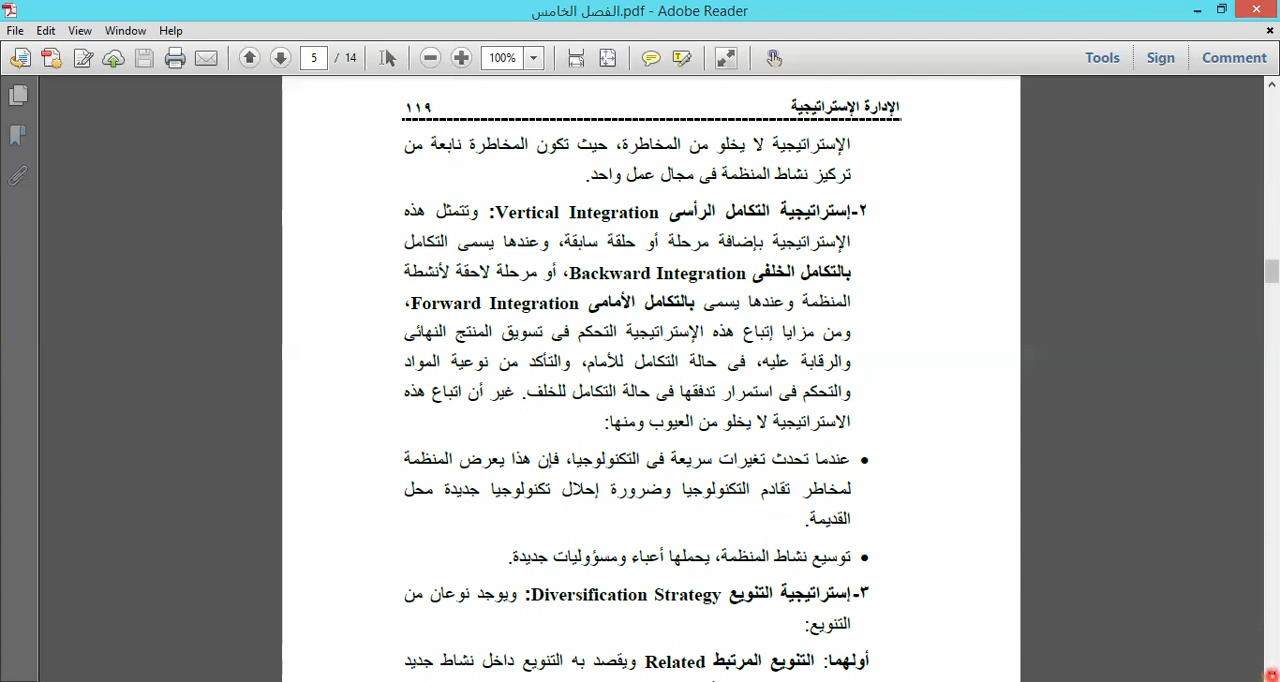 الفصل الخامس.pdf - Adobe Reader
File Edit View Window Help
5 / 14 100% Tools Sign Comment
الإدارة الإستراتيجية ١١٩
الإستراتيجية لا يخلو من المخاطرة، حيث تكون المخاطرة نابعة من
تركيز نشاط المنظمة فى مجال عمل واحد.
٢-إستراتيجية التكامل الرأسى Vertical Integration: وتتمثل هذه
الإستراتيجية بإضافة مرحلة أو حلقة سابقة، وعندها يسمى التكامل
بالتكامل الخلفى Backward Integration، أو مرحلة لاحقة لأنشطة
المنظمة وعندها يسمى بالتكامل الأمامى Forward Integration،
ومن مزايا إتباع هذه الإستراتيجية التحكم فى تسويق المنتج النهائى
والرقابة عليه، فى حالة التكامل للأمام، والتأكد من نوعية المواد
والتحكم فى استمرار تدفقها فى حالة التكامل للخلف. غير أن اتباع هذه
الاستراتيجية لا يخلو من العيوب ومنها:
• عندما تحدث تغيرات سريعة فى التكنولوجيا، فإن هذا يعرض المنظمة
لمخاطر تقادم التكنولوجيا وضرورة إحلال تكنولوجيا جديدة محل
القديمة.
• توسيع نشاط المنظمة، يحملها أعباء ومسؤوليات جديدة.
٣-إستراتيجية التنويع Diversification Strategy: ويوجد نوعان من
التنويع:
أولهما: التنويع المرتبط Related ويقصد به التنويع داخل نشاط جديد